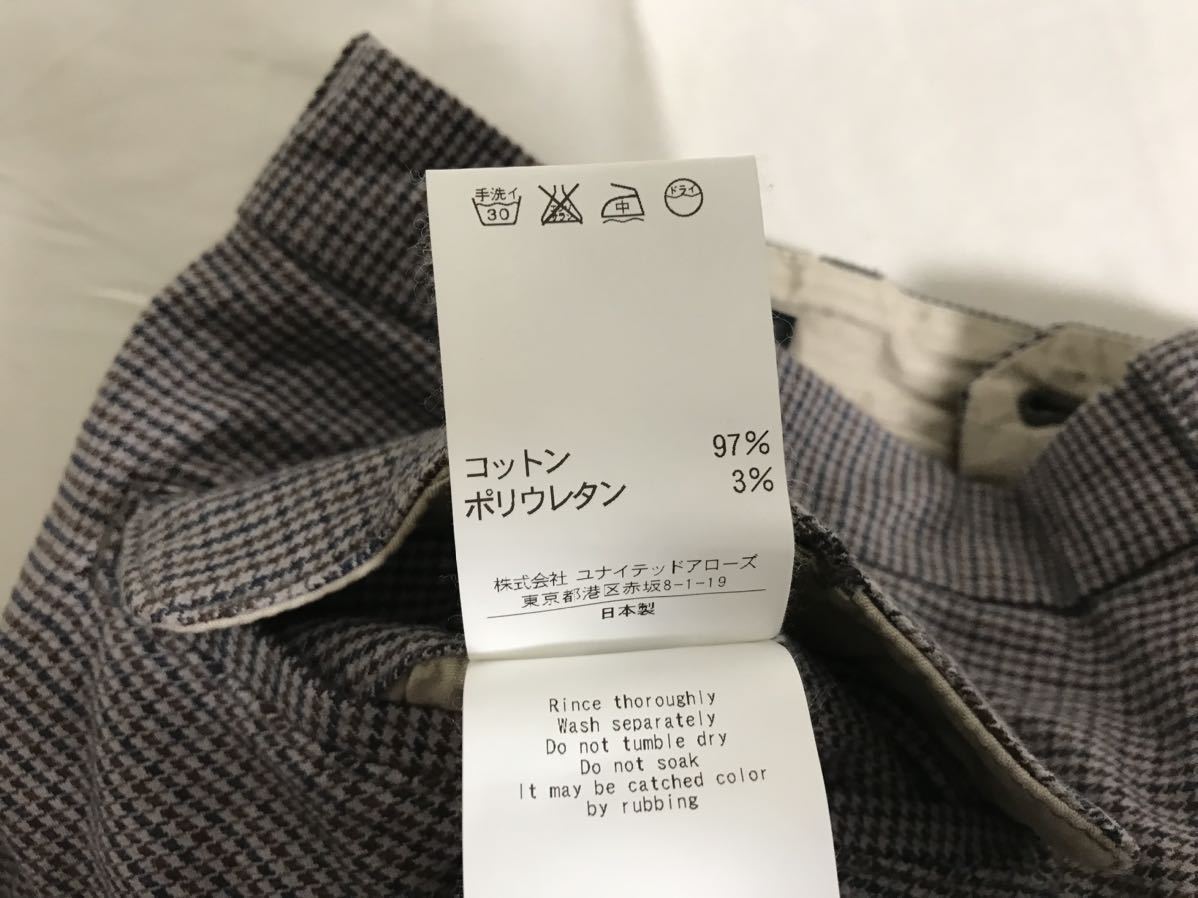 手洗イ
30
中
ドライ
コットン 97%
ポリウレタン 3%
株式会社 ユナイテッドアローズ
東京都港区赤坂8-1-19
日本製
Rince thoroughly
Wash separately
Do not tumble dry
Do not soak
It may be catched color
by rubbing